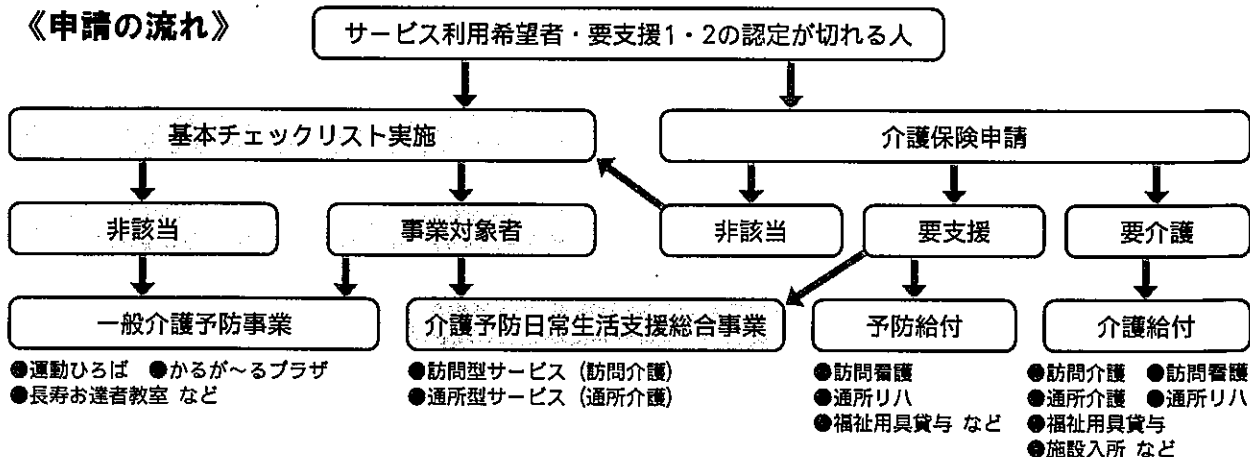 《申請の流れ》
サービス利用希望者・要支援1・2の認定が切れる人
基本チェックリスト実施
介護保険申請
非該当
事業対象者
非該当
要支援
要介護
一般介護予防事業
介護予防日常生活支援総合事業
予防給付
介護給付
●運動ひろば ●かるが～るプラザ
●長寿お達者教室 など
●訪問型サービス（訪問介護）
●通所型サービス（通所介護）
●訪問看護
●通所リハ
●福祉用具貸与 など
●訪問介護 ●訪問看護
●通所介護 ●通所リハ
●福祉用具貸与
●施設入所 など